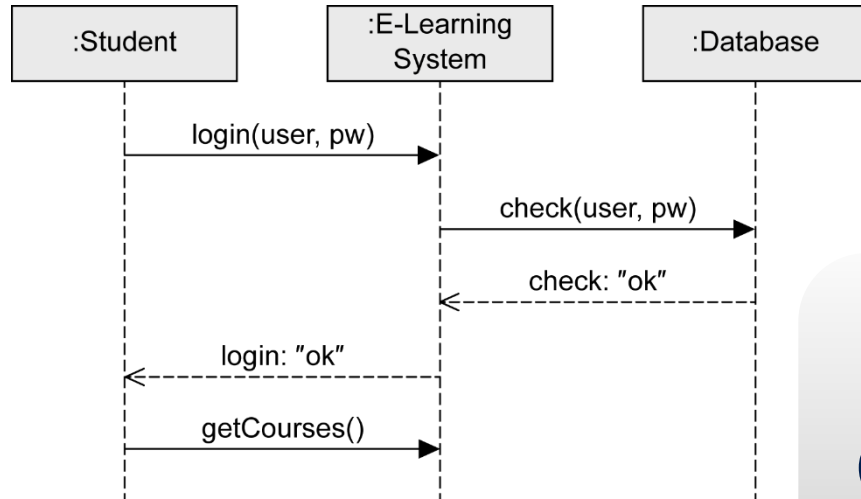 :Student
:E-Learning
System
:Database
login(user, pw)
check(user, pw)
check: "ok"
login: "ok"
getCourses()